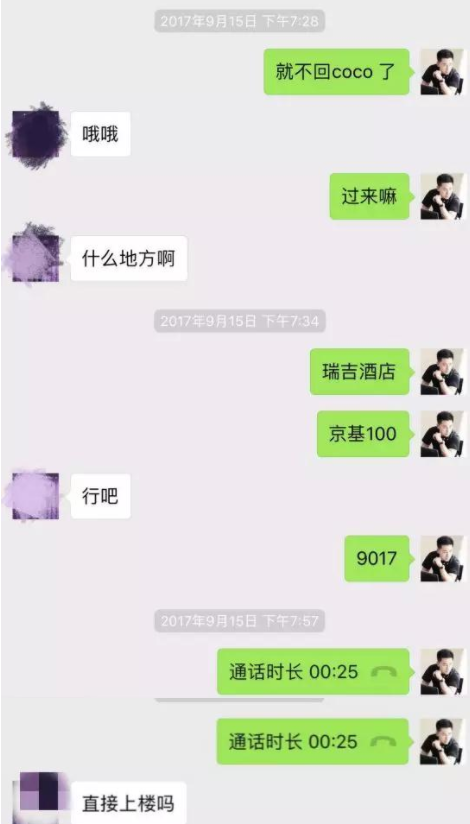 2017年9月15日 下午7:28
就不回coco 了
哦哦
过来嘛
什么地方啊
2017年9月15日 下午7:34
瑞吉酒店
京基100
行吧
9017
2017年9月15日 下午7:57
通话时长 00:25
通话时长 00:25
直接上楼吗